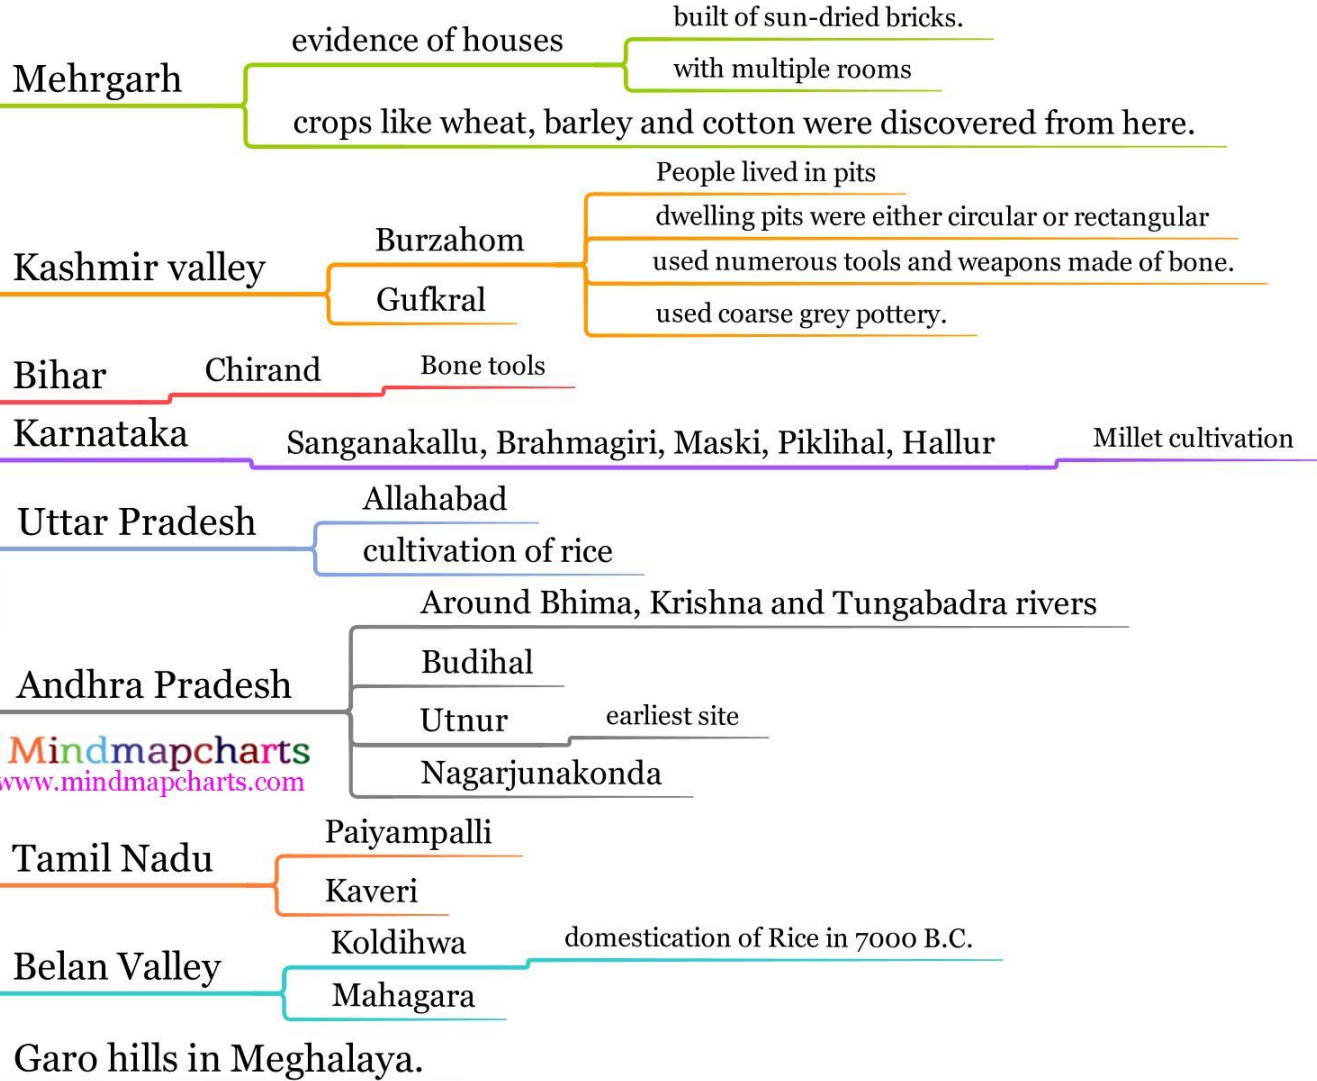 built of sun-dried bricks.
evidence of houses
with multiple rooms
Mehrgarh
crops like wheat, barley and cotton were discovered from here.
People lived in pits
dwelling pits were either circular or rectangular
Burzahom
used numerous tools and weapons made of bone.
Kashmir valley
Gufkral
used coarse grey pottery.
Bihar
Chirand
Bone tools
Karnataka
Sanganakallu, Brahmagiri, Maski, Piklihal, Hallur
Millet cultivation
Allahabad
Uttar Pradesh
cultivation of rice
Around Bhima, Krishna and Tungabadra rivers
Budihal
Andhra Pradesh
Utnur
earliest site
Mindmapcharts
www.mindmapcharts.com
Nagarjunakonda
Paiyampalli
Tamil Nadu
Kaveri
Koldihwa
domestication of Rice in 7000 B.C.
Belan Valley
Mahagara
Garo hills in Meghalaya.